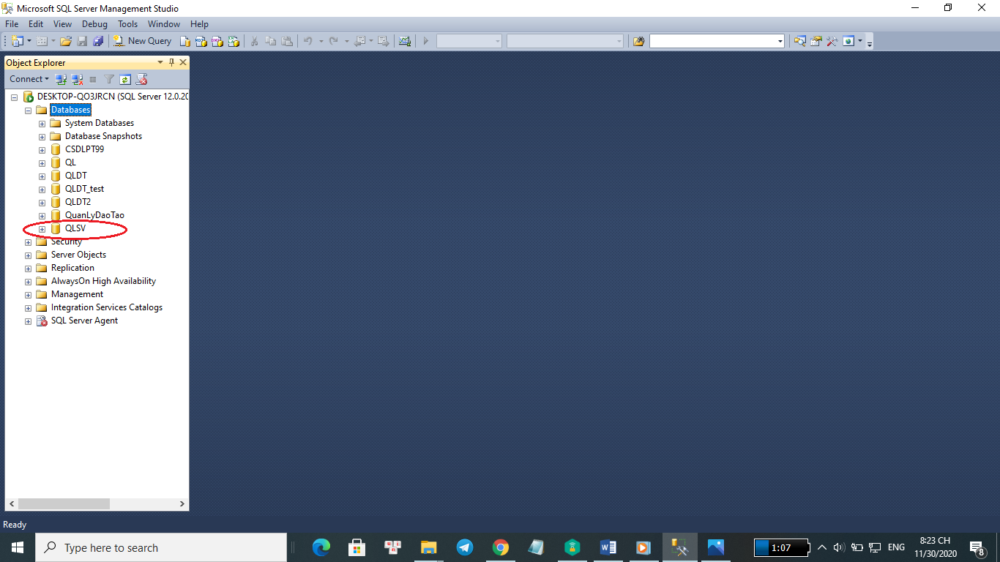 Microsoft SQL Server Management Studio
File Edit View Debug Tools Window Help
New Query
Object Explorer
Connect
DESKTOP-QO3JRCN (SQL Server 12.0.20
Databases
System Databases
Database Snapshots
CSDLPT99
QL
QLDT
QLDT_test
QLDT2
QuanLyDaoTao
QLSV
Security
Server Objects
Replication
AlwaysOn High Availability
Management
Integration Services Catalogs
SQL Server Agent
Ready
Type here to search
1:07
ENG
8:23 CH
11/30/2020
8